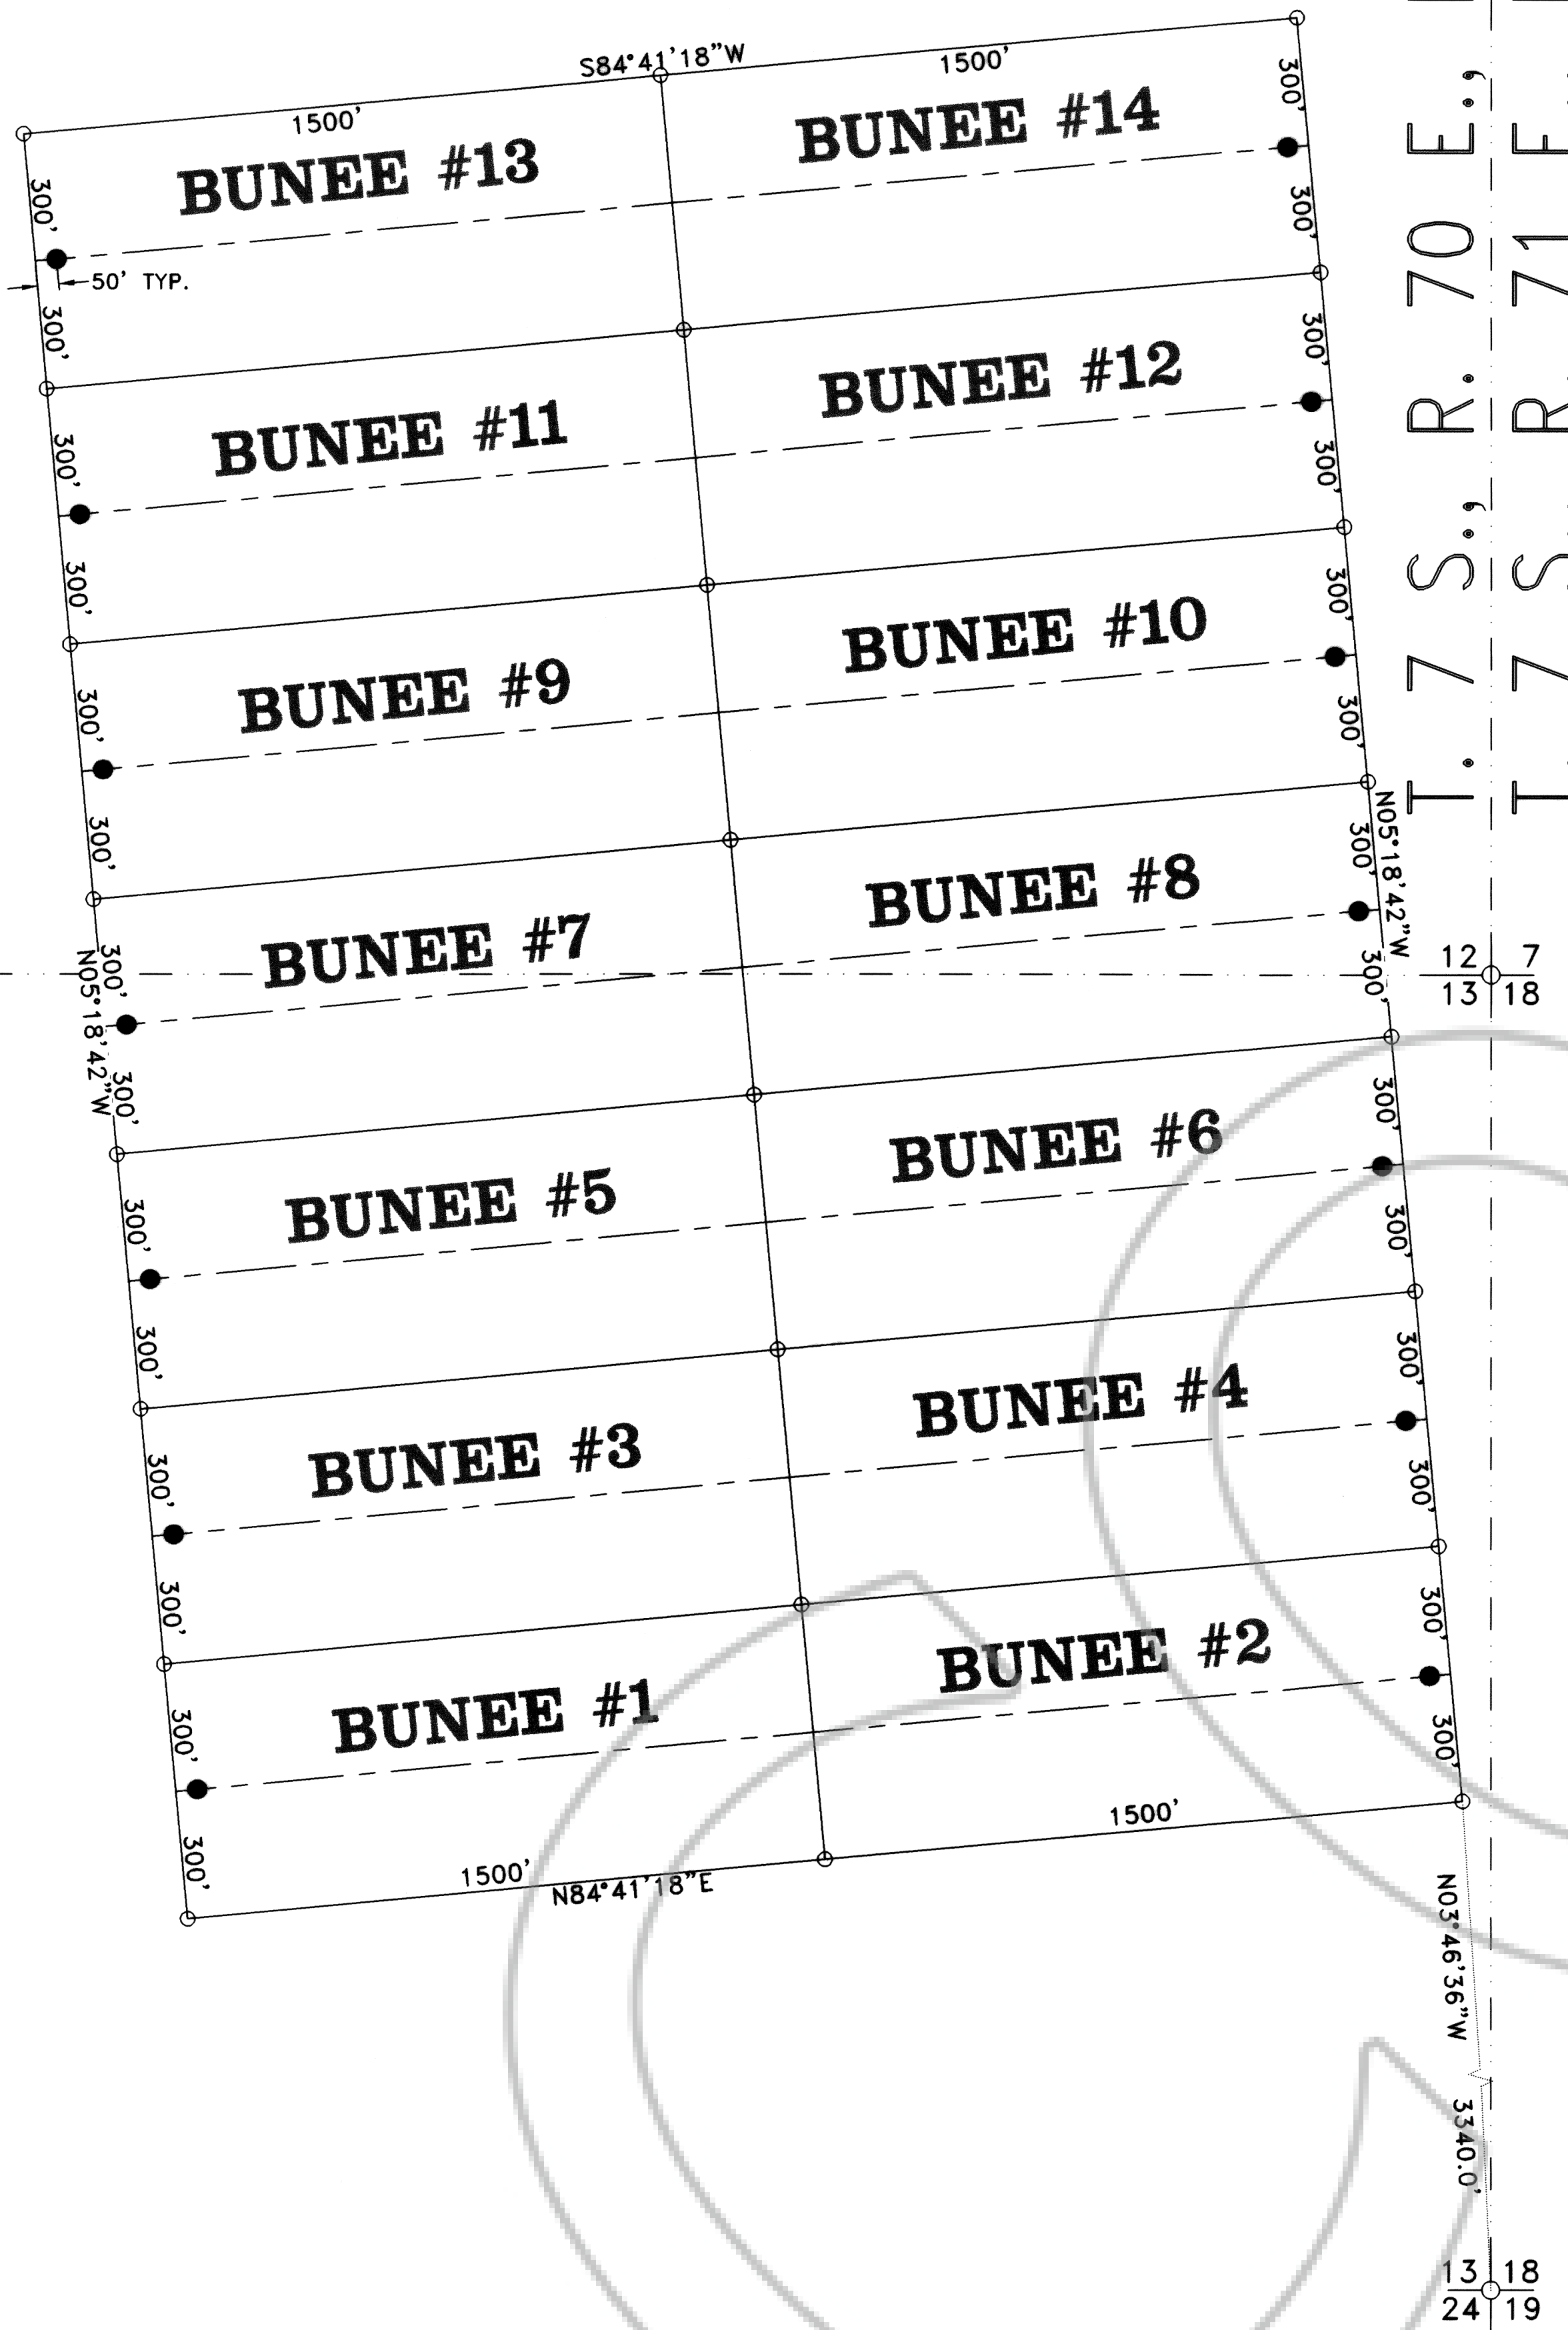 S84°41'18"W
1500'
1500'
300'
BUNEE #13
BUNEE #14
300'
300'
50' TYP.
300'
300'
300'
BUNEE #11
BUNEE #12
300'
300'
300'
300'
BUNEE #9
BUNEE #10
300'
300'
300'
N05°18'42"W
300'
BUNEE #7
BUNEE #8
300'
300'
N05°18'42"W
300'
300'
300'
BUNEE #5
BUNEE #6
300'
300'
300'
300'
BUNEE #3
BUNEE #4
300'
300'
300'
300'
BUNEE #1
BUNEE #2
300'
300'
1500'
1500'
N84°41'18"E
T. 7 S., R. 70 E.,
T. 7 S., R. 71 E.
12 7
13 18
N03°46'36"W
3340.0'
13 18
24 19